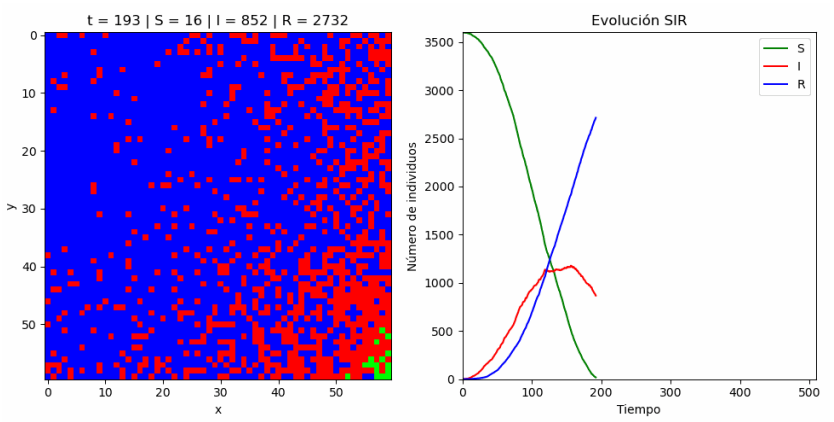 t = 193 | S = 16 | I = 852 | R = 2732
0
10
20
30
40
50
y
0 10 20 30 40 50
x
Evolución SIR
3500
3000
2500
2000
1500
1000
500
0
Número de individuos
0 100 200 300 400 500
Tiempo
S
I
R